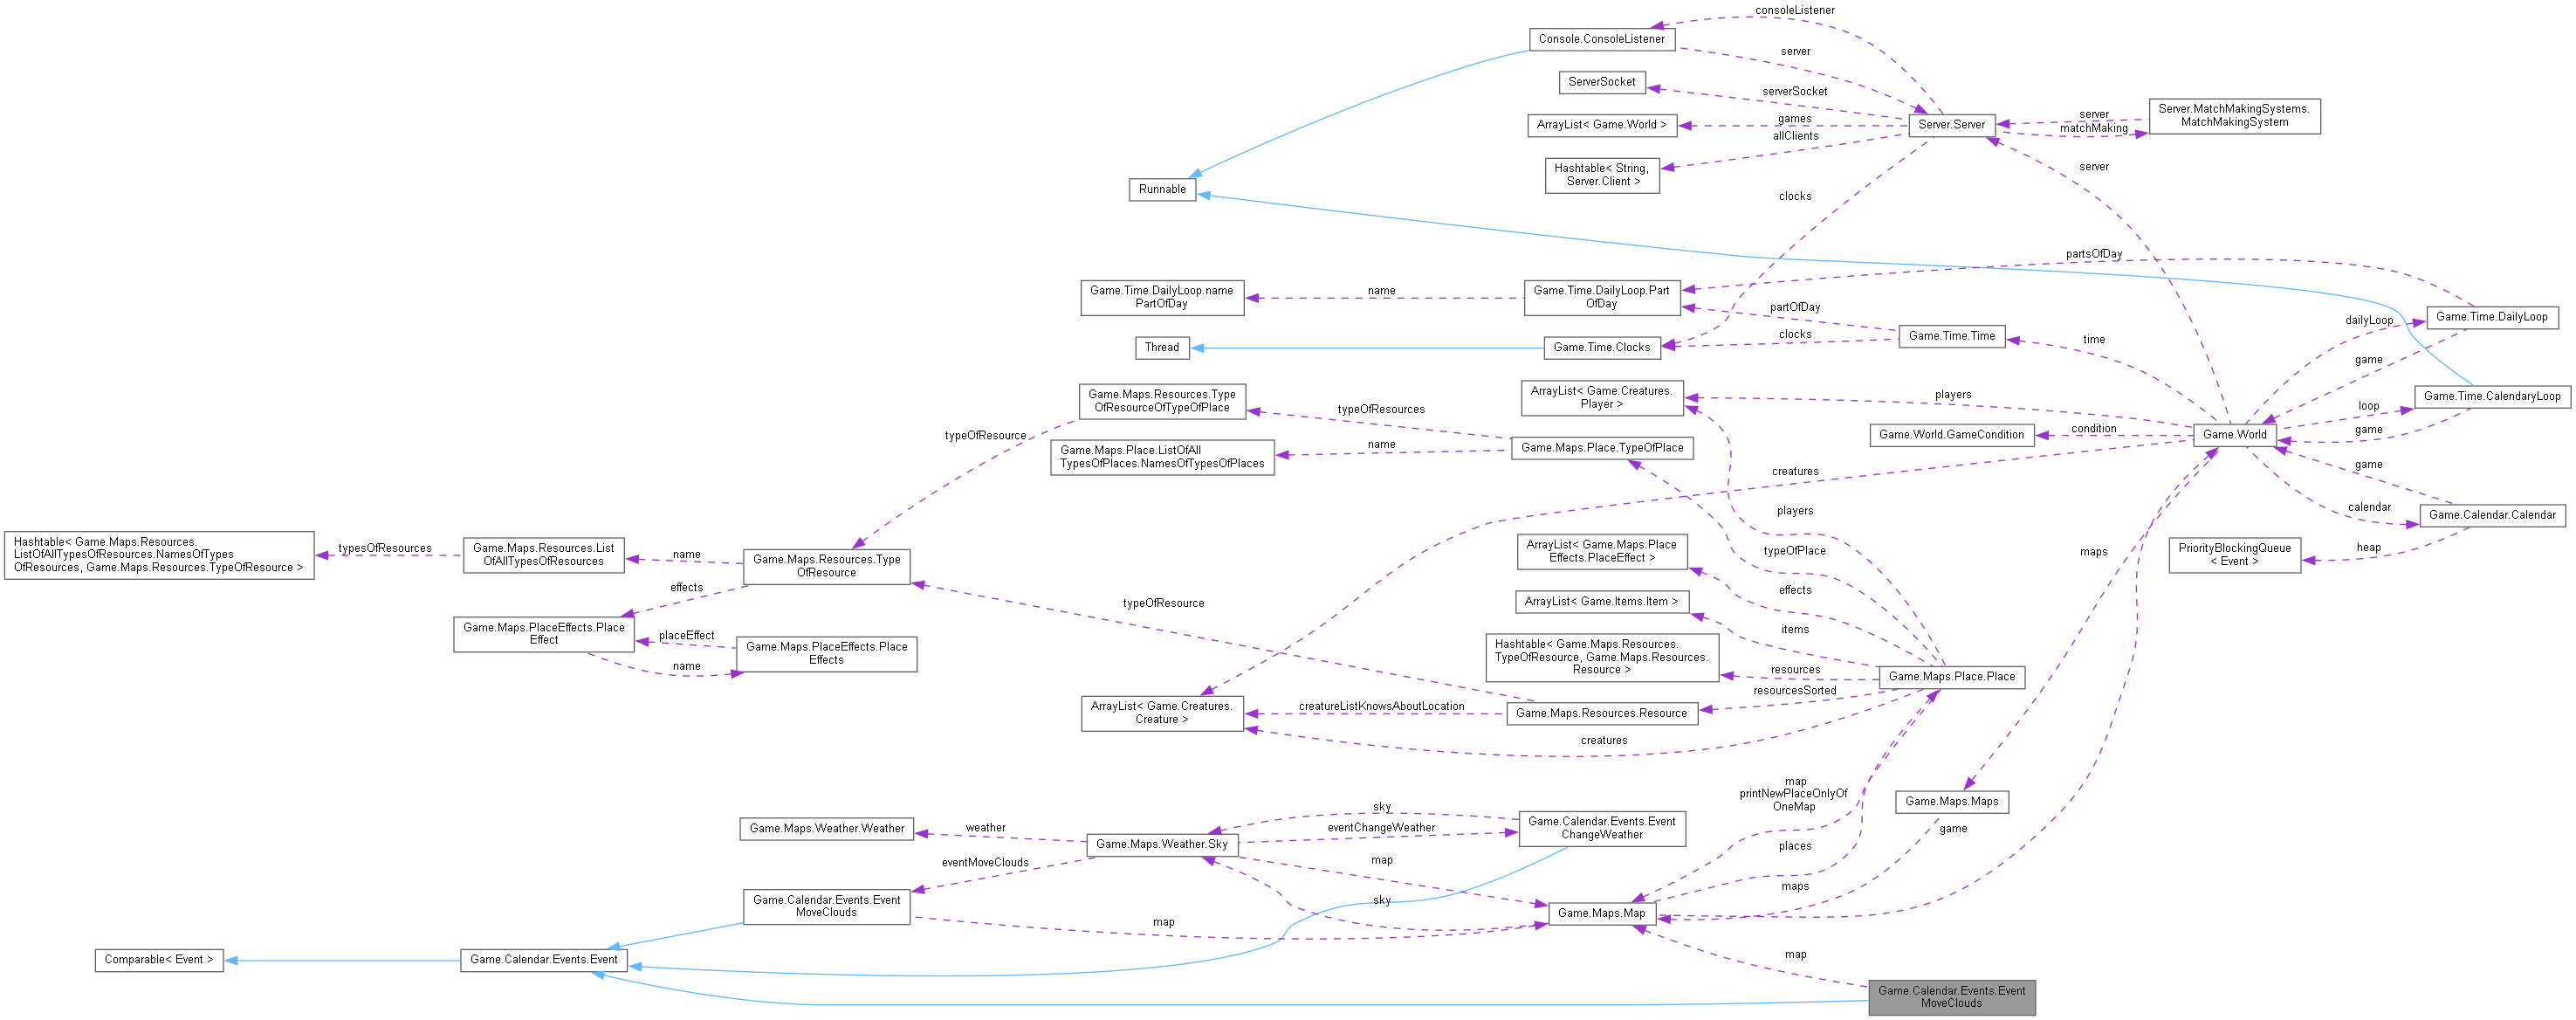 consoleListener
Console.ConsoleListener
server
ServerSocket
serverSocket
Server.MatchMakingSystems.
MatchMakingSystem
server
matchMaking
ArrayList< Game.World >
games
Server.Server
allClients
Hashtable< String,
Server.Client >
Runnable
server
clocks
partsOfDay
Game.Time.DailyLoop.name
PartOfDay
name
Game.Time.DailyLoop.Part
OfDay
partOfDay
Game.Time.DailyLoop
dailyLoop
Thread
Game.Time.Clocks
clocks
Game.Time.Time
time
game
Game.Maps.Resources.Type
OfResourceOfTypeOfPlace
typeOfResources
ArrayList< Game.Creatures.
Player >
players
Game.Time.CalendaryLoop
loop
game
typeOfResource
Game.Maps.Place.ListOfAll
TypesOfPlaces.NamesOfTypesOfPlaces
name
Game.Maps.Place.TypeOfPlace
Game.World.GameCondition
condition
Game.World
creatures
game
players
calendar
Game.Calendar.Calendar
Hashtable< Game.Maps.Resources.
ListOfAllTypesOfResources.NamesOfTypes
OfResources, Game.Maps.Resources.TypeOfResource >
typesOfResources
Game.Maps.Resources.List
OfAllTypesOfResources
name
Game.Maps.Resources.Type
OfResource
ArrayList< Game.Maps.Place
Effects.PlaceEffect >
typeOfPlace
maps
PriorityBlockingQueue
< Event >
heap
effects
effects
typeOfResource
ArrayList< Game.Items.Item >
items
Game.Maps.PlaceEffects.Place
Effect
placeEffect
name
Game.Maps.PlaceEffects.Place
Effects
Hashtable< Game.Maps.Resources.
TypeOfResource, Game.Maps.Resources.
Resource >
resources
Game.Maps.Place.Place
resourcesSorted
ArrayList< Game.Creatures.
Creature >
creatureListKnowsAboutLocation
Game.Maps.Resources.Resource
creatures
map
printNewPlaceOnlyOf
OneMap
Game.Maps.Maps
sky
Game.Maps.Weather.Weather
weather
Game.Maps.Weather.Sky
eventChangeWeather
Game.Calendar.Events.Event
ChangeWeather
game
places
eventMoveClouds
map
maps
Game.Calendar.Events.Event
MoveClouds
sky
map
Game.Maps.Map
Comparable< Event >
Game.Calendar.Events.Event
map
Game.Calendar.Events.Event
MoveClouds